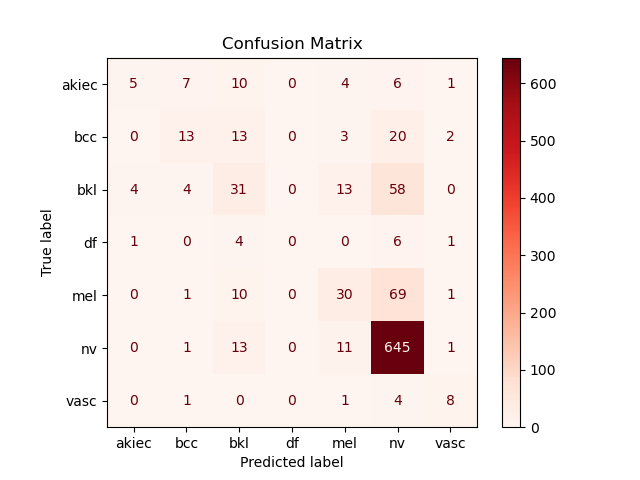 Confusion Matrix
True label
akiec 5 7 10 0 4 6 1
bcc 0 13 13 0 3 20 2
bkl 4 4 31 0 13 58 0
df 1 0 4 0 0 6 1
mel 0 1 10 0 30 69 1
nv 0 1 13 0 11 645 1
vasc 0 1 0 0 1 4 8
akiec bcc bkl df mel nv vasc
Predicted label
600
500
400
300
200
100
0